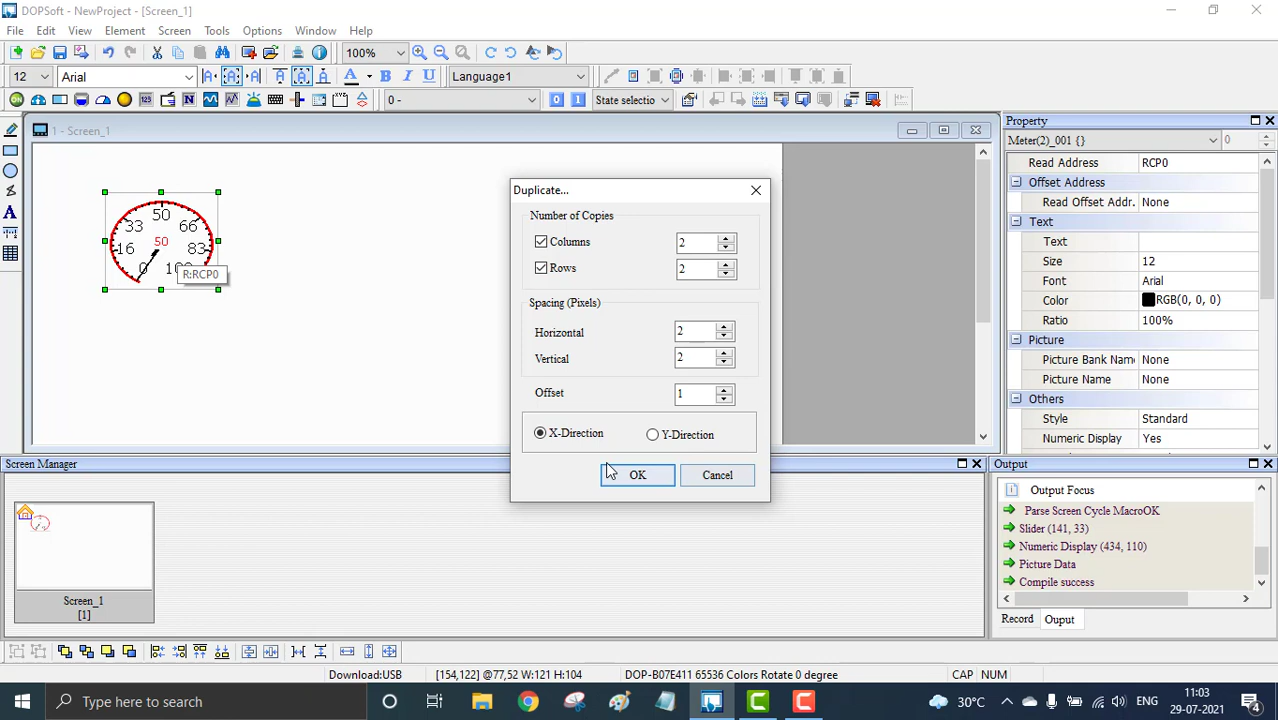 DOPSoft - NewProject - [Screen_1]
File Edit View Element Screen Tools Options Window Help
100%
12 Arial A A A A B I U Language1
0 - 0 1 State selectio
1 - Screen_1
Property
Meter(2)_001 {} 0
Read Address RCP0
Offset Address
Read Offset Addr. None
Text
Text
Size 12
Font Arial
Color RGB(0, 0, 0)
Ratio 100%
Picture
Picture Bank Name None
Picture Name None
Others
Style Standard
Numeric Display Yes
50
33 66
50
16 83
0 100
R:RCP0
Duplicate...
Number of Copies
Columns 2
Rows 2
Spacing (Pixels)
Horizontal 2
Vertical 2
Offset 1
X-Direction Y-Direction
OK Cancel
Screen Manager
Screen_1
[1]
Output
Output Focus
Parse Screen Cycle MacroOK
Slider (141, 33)
Numeric Display (434, 110)
Picture Data
Compile success
Record Ouput
Download:USB [154,122] @77,52 W:121 H:104 DOP-B07E411 65536 Colors Rotate 0 degree CAP NUM
Type here to search 30°C ENG 11:03
29-07-2021